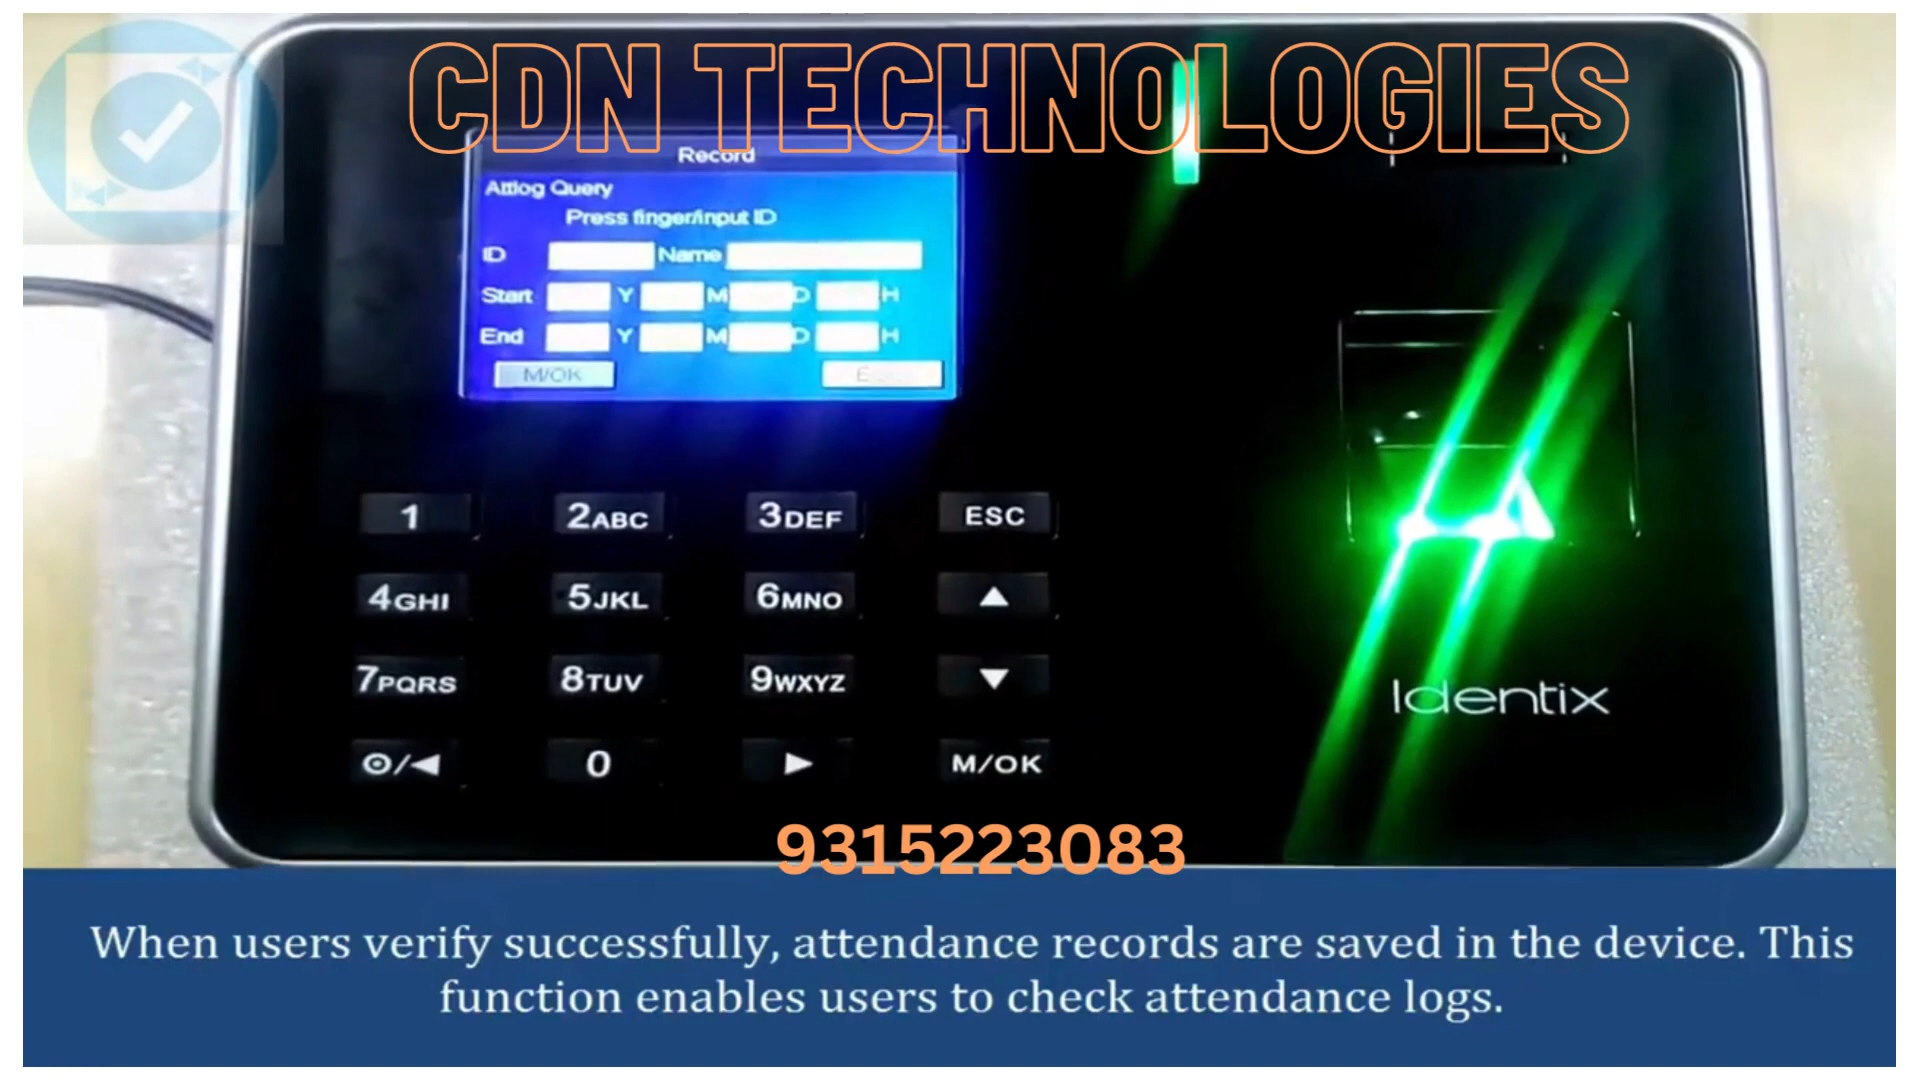 CDN TECHNOLOGIES
Record
Attlog Query
Press finger/input ID
ID Name
Start Y M D H
End Y M D H
M/OK
1 2ABC 3DEF ESC
4GHI 5JKL 6MNO ▲
7PQRS 8TUV 9WXYZ ▼
⊙/◀ 0 ▶ M/OK
Identix
9315223083
When users verify successfully, attendance records are saved in the device. This
function enables users to check attendance logs.